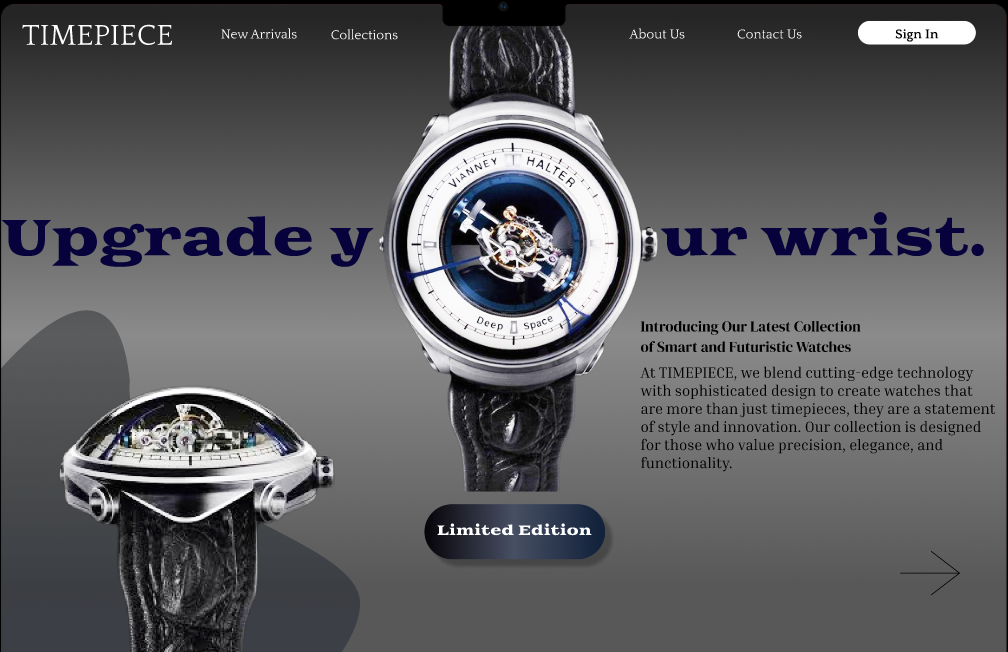 TIMEPIECE
New Arrivals
Collections
About Us
Contact Us
Sign In
VIANNEY HALTER
Upgrade y ur wrist.
Deep Space
Introducing Our Latest Collection
of Smart and Futuristic Watches
At TIMEPIECE, we blend cutting-edge technology
with sophisticated design to create watches that
are more than just timepieces, they are a statement
of style and innovation. Our collection is designed
for those who value precision, elegance, and
functionality.
Limited Edition